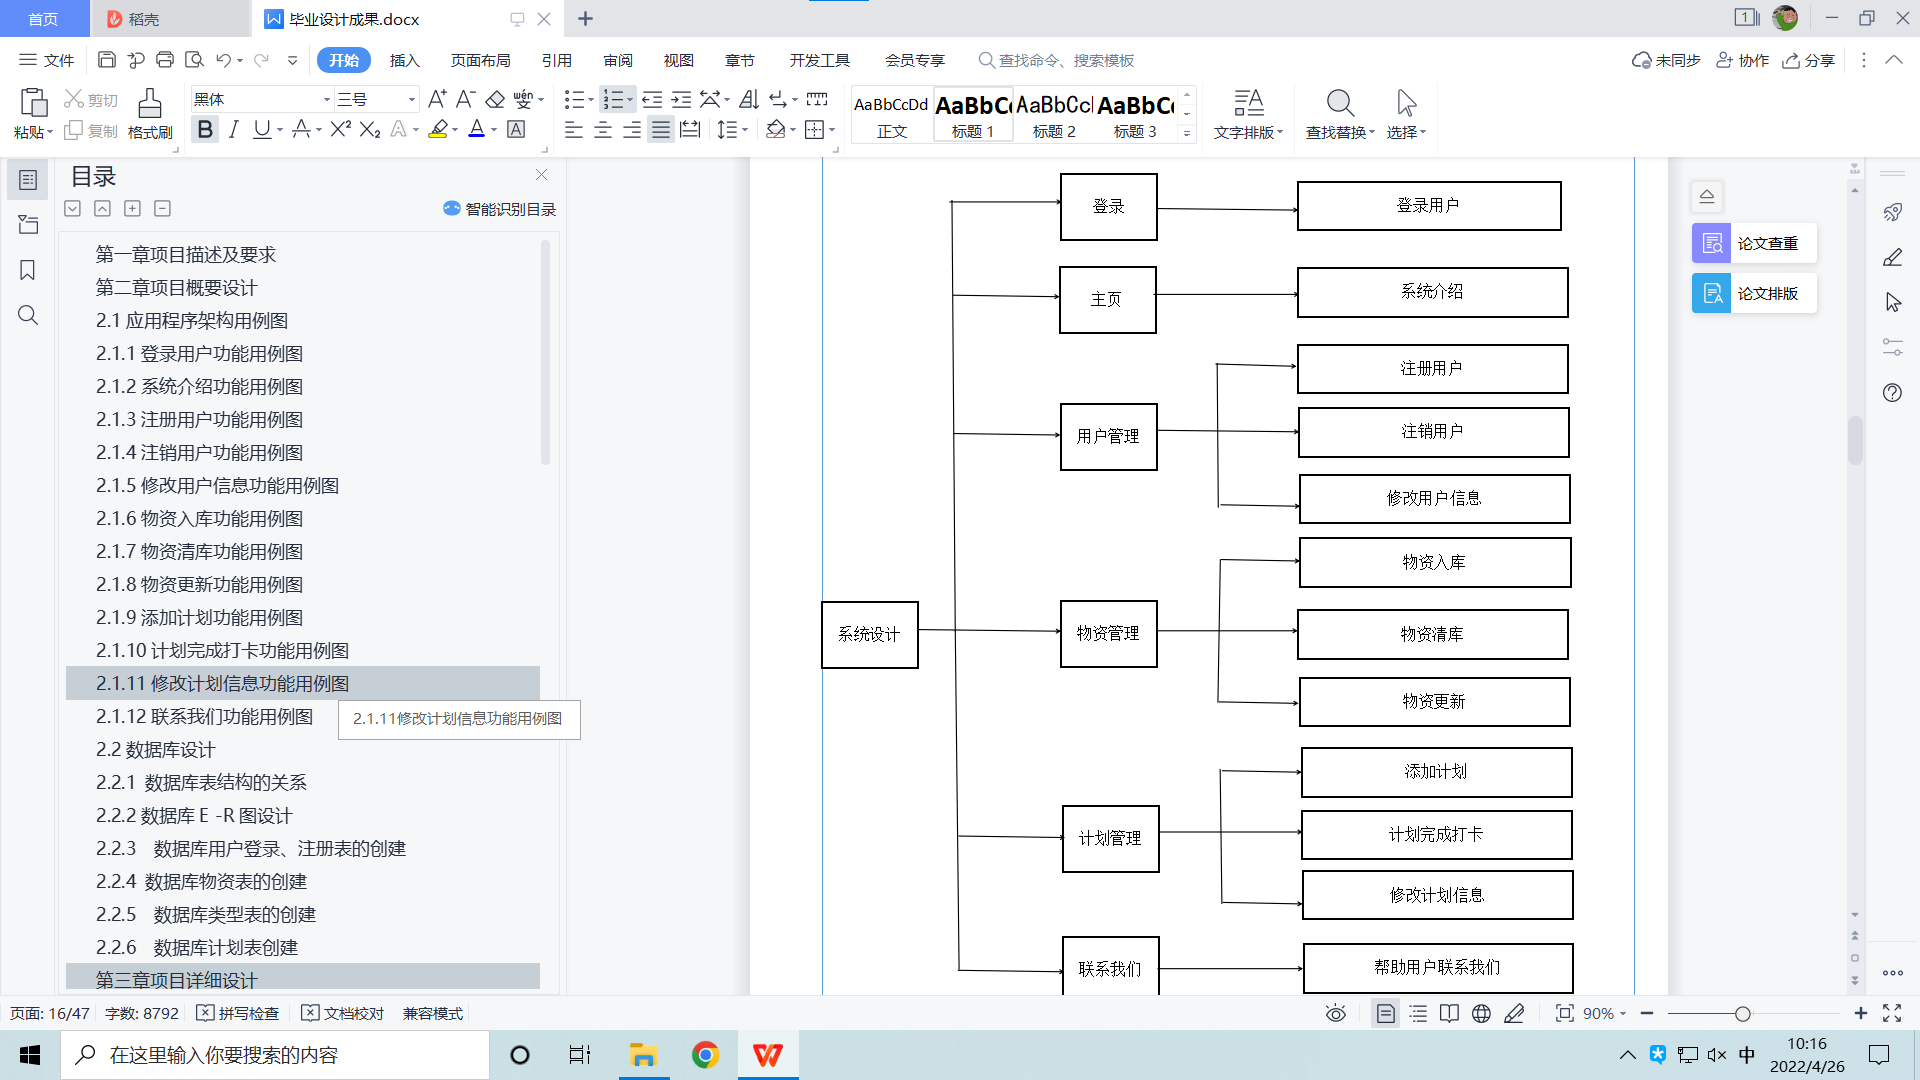 首页
稻壳
毕业设计成果.docx
1
文件
开始
插入
页面布局
引用
审阅
视图
章节
开发工具
会员专享
查找命令、搜索模板
未同步
协作
分享
粘贴
剪切
复制
格式刷
黑体
三号
AaBbCcDd
正文
AaBbCc
标题 1
AaBbCcl
标题 2
AaBbCc
标题 3
文字排版
查找替换
选择
目录
智能识别目录
第一章项目描述及要求
第二章项目概要设计
2.1 应用程序架构用例图
2.1.1 登录用户功能用例图
2.1.2 系统介绍功能用例图
2.1.3 注册用户功能用例图
2.1.4 注销用户功能用例图
2.1.5 修改用户信息功能用例图
2.1.6 物资入库功能用例图
2.1.7 物资清库功能用例图
2.1.8 物资更新功能用例图
2.1.9 添加计划功能用例图
2.1.10 计划完成打卡功能用例图
2.1.11 修改计划信息功能用例图
2.1.12 联系我们功能用例图
2.1.11修改计划信息功能用例图
2.2 数据库设计
2.2.1 数据库表结构的关系
2.2.2 数据库 E -R 图设计
2.2.3 数据库用户登录、注册表的创建
2.2.4 数据库物资表的创建
2.2.5 数据库类型表的创建
2.2.6 数据库计划表创建
第三章项目详细设计
系统设计
登录
登录用户
主页
系统介绍
用户管理
注册用户
注销用户
修改用户信息
物资管理
物资入库
物资清库
物资更新
计划管理
添加计划
计划完成打卡
修改计划信息
联系我们
帮助用户联系我们
论文查重
论文排版
页面: 16/47
字数: 8792
拼写检查
文档校对
兼容模式
90%
在这里输入你要搜索的内容
中
10:16
2022/4/26